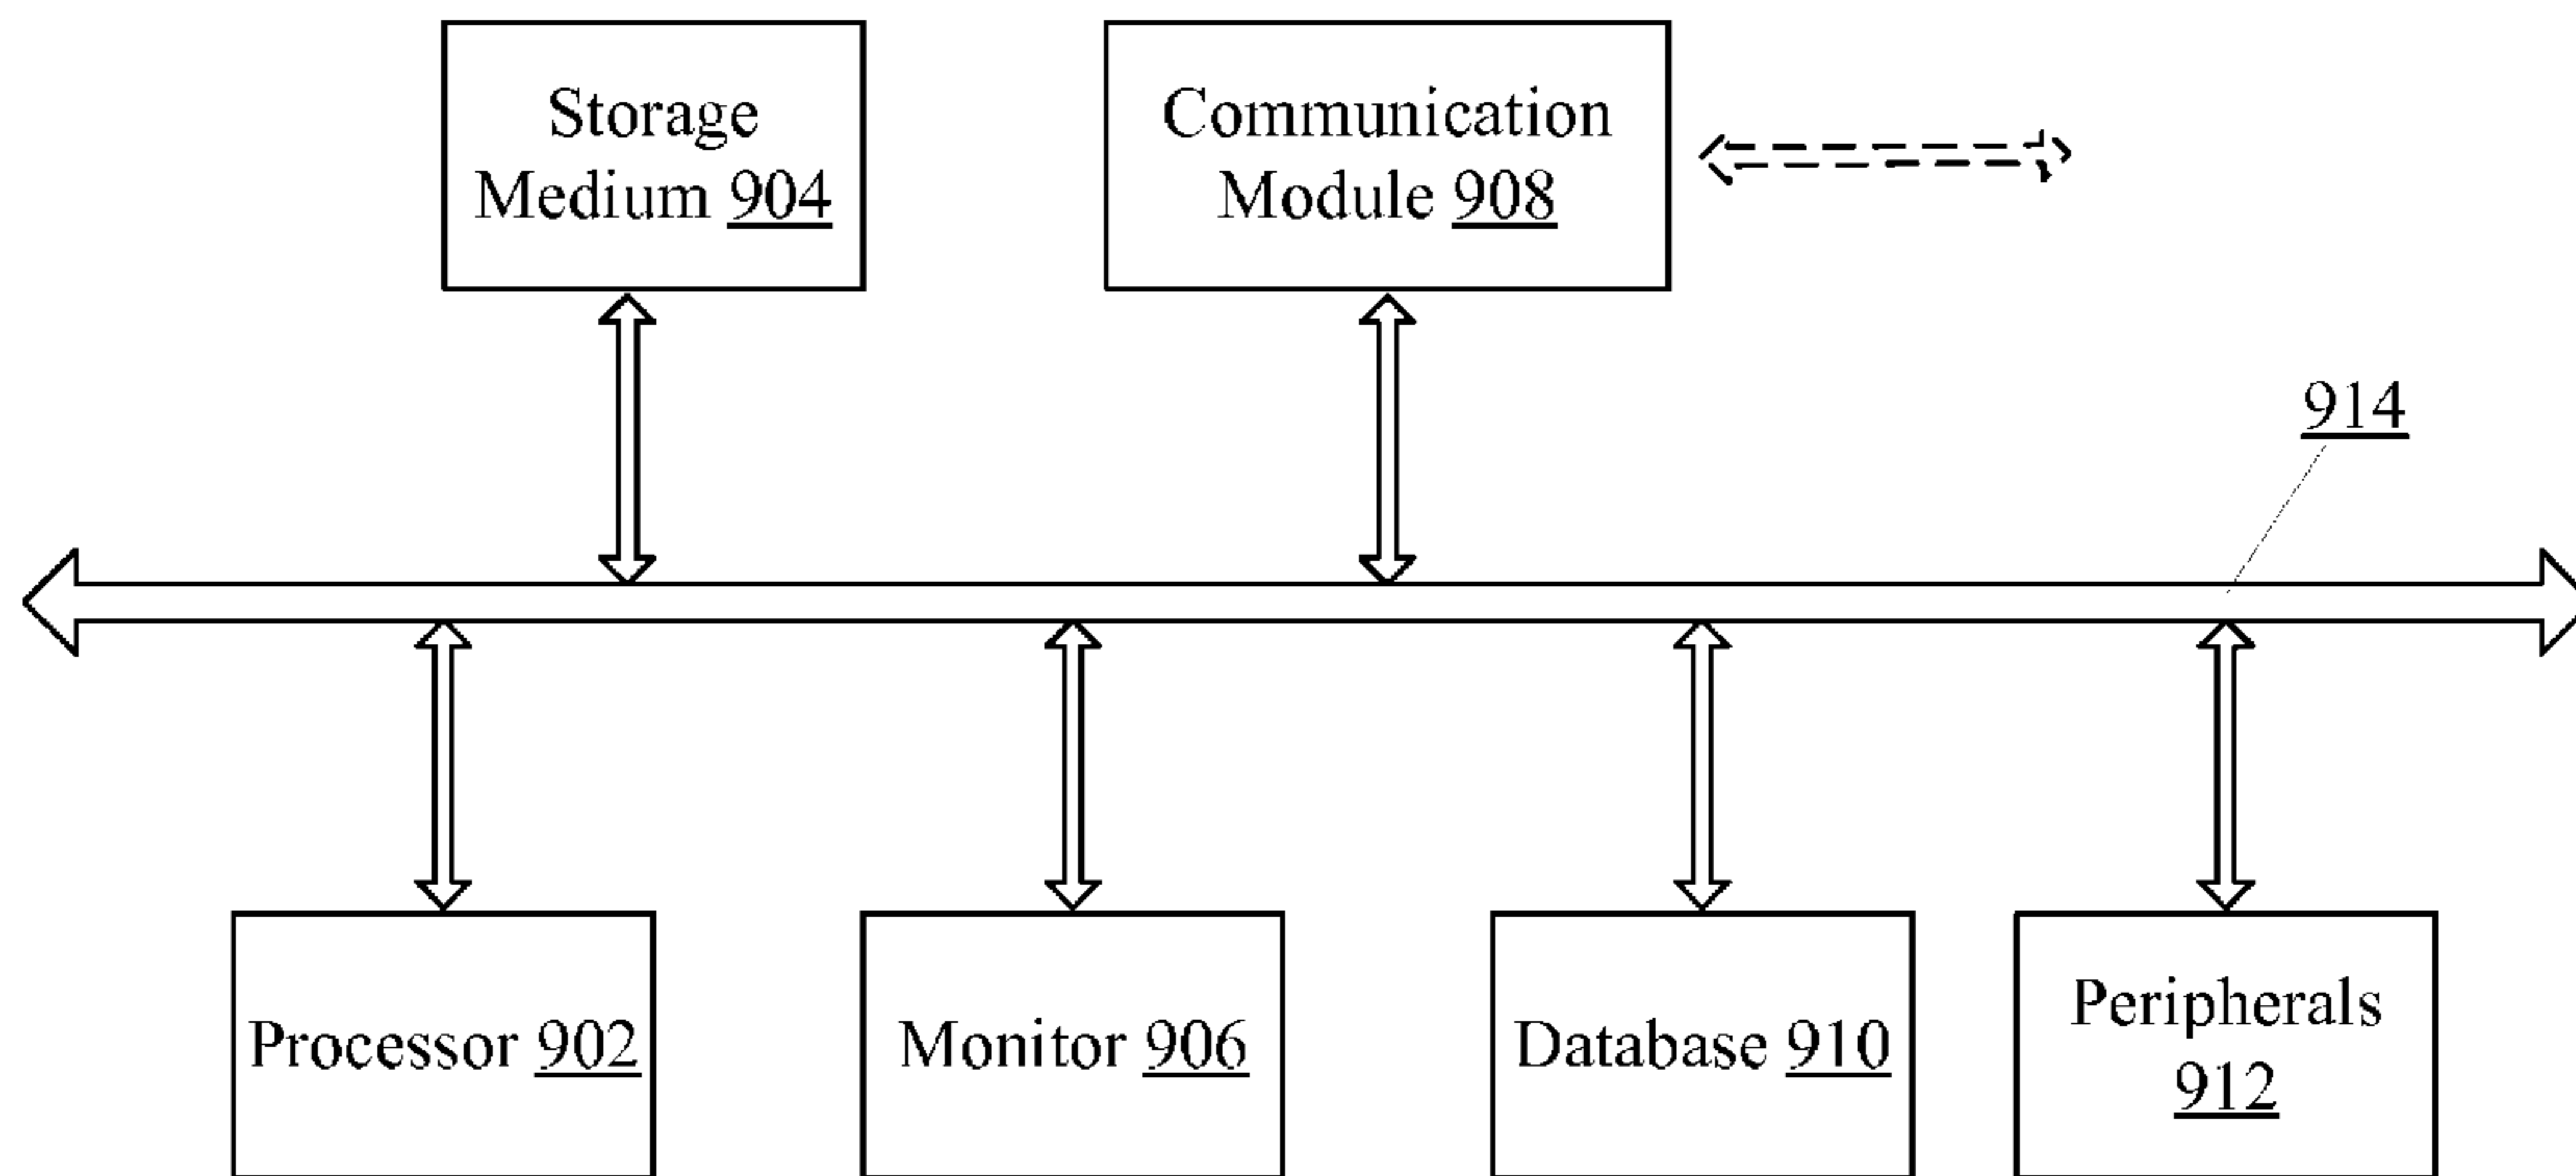 Storage
Medium 904
Communication
Module 908
914
Processor 902
Monitor 906
Database 910
Peripherals
912